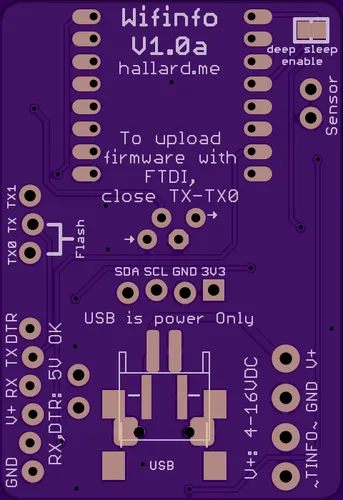 Wifinfo
V1.0a
hallard.me
deep sleep
enable
Sensor
To upload
firmware with
FTDI,
close TX-TX0
TX0 TX TX1
Flash
SDA SCL GND 3V3
USB is power Only
GND V+ RX TX DTR
RX,DTR: 5V OK
V+: 4-16VDC
~TINFO~ GND V+
USB